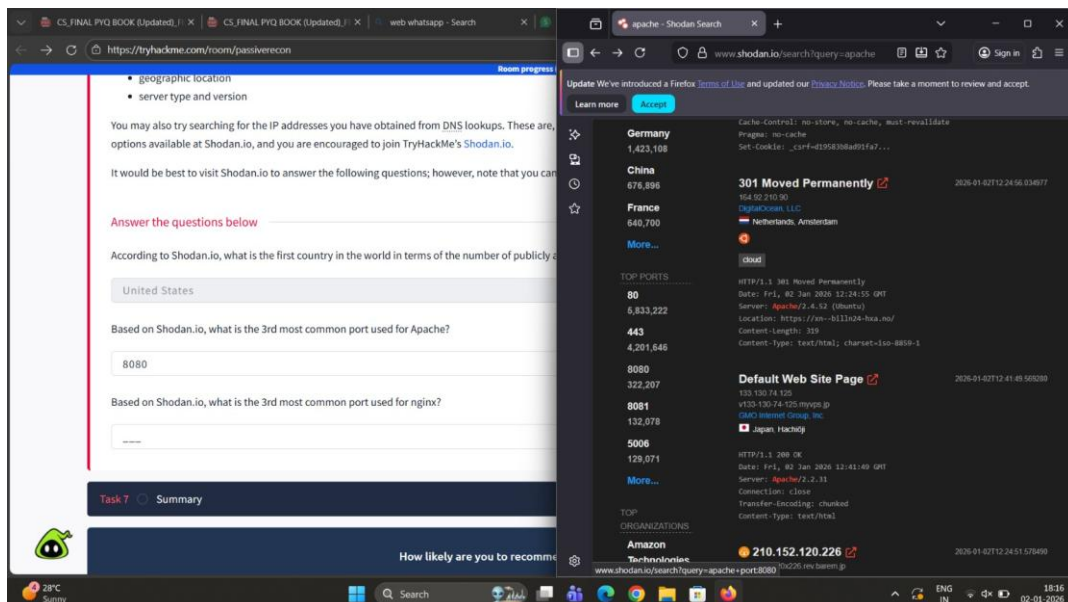 CS_FINAL PYQ BOOK (Updated)_F
CS_FINAL PYQ BOOK (Updated)_F
web whatsapp - Search
https://tryhackme.com/room/passiverecon
Room progress
geographic location
server type and version
You may also try searching for the IP addresses you have obtained from DNS lookups. These are,
options available at Shodan.io, and you are encouraged to join TryHackMe's Shodan.io.
It would be best to visit Shodan.io to answer the following questions; however, note that you can
Answer the questions below
According to Shodan.io, what is the first country in the world in terms of the number of publicly a
United States
Based on Shodan.io, what is the 3rd most common port used for Apache?
8080
Based on Shodan.io, what is the 3rd most common port used for nginx?
___
Task 7 Summary
How likely are you to recomme
apache - Shodan Search
www.shodan.io/search?query=apache
Sign in
Update We've introduced a Firefox Terms of Use and updated our Privacy Notice. Please take a moment to review and accept.
Learn more Accept
Germany
1,423,108
China
676,896
France
640,700
More...
TOP PORTS
80
5,833,222
443
4,201,646
8080
322,207
8081
132,078
5006
129,071
More...
TOP
ORGANIZATIONS
Amazon
Technologies
Cache-Control: no-store, no-cache, must-revalidate
Pragma: no-cache
Set-Cookie: _csrf=d19583b8ad91fa7...
301 Moved Permanently 2026-01-02T12:24:56.034977
164.92.210.90
DigitalOcean, LLC
Netherlands, Amsterdam
cloud
HTTP/1.1 301 Moved Permanently
Date: Fri, 02 Jan 2026 12:24:55 GMT
Server: Apache/2.4.52 (Ubuntu)
Location: https://xn--billn24-hxa.no/
Content-Length: 319
Content-Type: text/html; charset=iso-8859-1
Default Web Site Page 2026-01-02T12:41:49.569280
133.130.74.125
v133-130-74-125.myvps.jp
GMO Internet Group, Inc
Japan, Hachiōji
HTTP/1.1 200 OK
Date: Fri, 02 Jan 2026 12:41:49 GMT
Server: Apache/2.2.31
Connection: close
Transfer-Encoding: chunked
Content-Type: text/html
210.152.120.226 2026-01-02T12:24:51.578490
0x226.rev.barem.jp
www.shodan.io/search?query=apache+port:8080
28°C
Sunny
Search
ENG
IN
18:16
02-01-2026